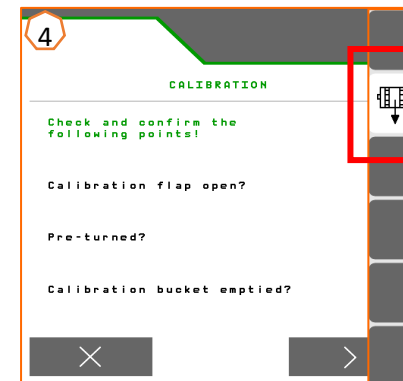 4
CALIBRATION
Check and confirm the
following points!
Calibration flap open?
Pre-turned?
Calibration bucket emptied?